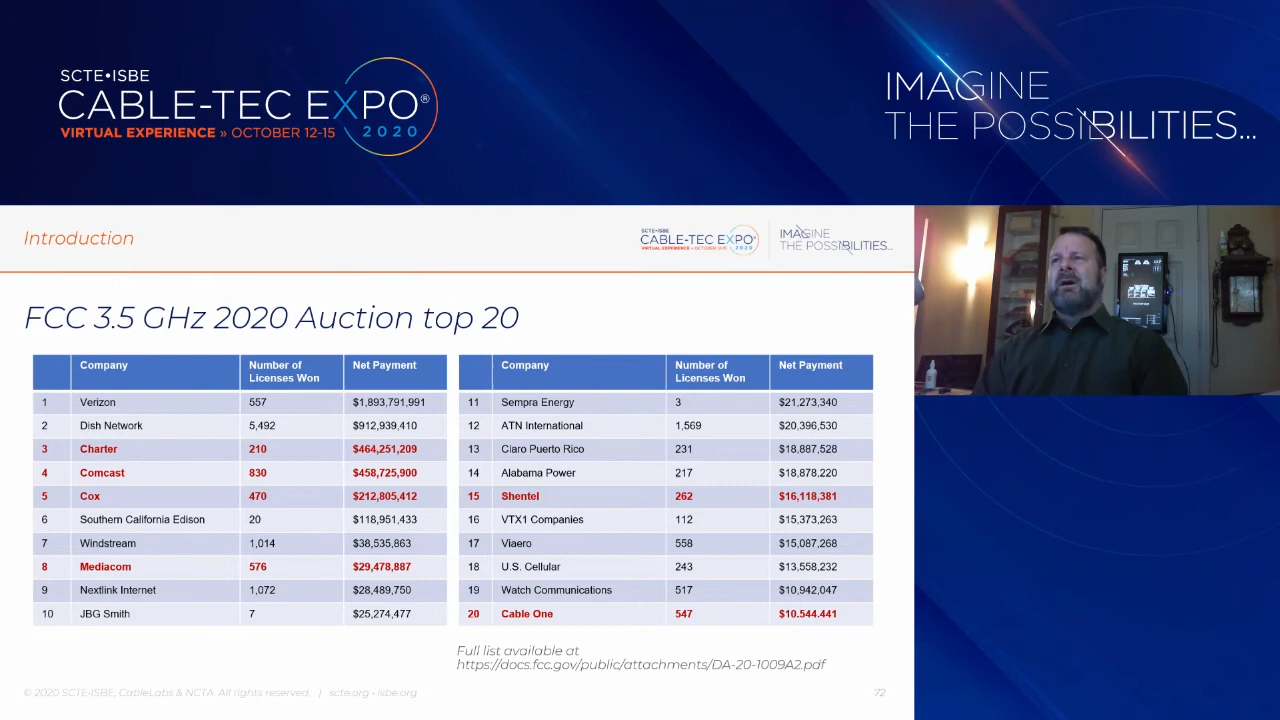 SCTE•ISBE
CABLE-TEC EXPO®
VIRTUAL EXPERIENCE » OCTOBER 12-15
2020
IMAGINE
THE POSSIBILITIES...
Introduction
SCTE•ISBE
CABLE-TEC EXPO®
VIRTUAL EXPERIENCE » OCTOBER 12-15
2020
IMAGINE
THE POSSIBILITIES...
FCC 3.5 GHz 2020 Auction top 20
Company Number of Licenses Won Net Payment
1 Verizon 557 $1,893,791,991
2 Dish Network 5,492 $912,939,410
3 Charter 210 $464,251,209
4 Comcast 830 $458,725,900
5 Cox 470 $212,805,412
6 Southern California Edison 20 $118,951,433
7 Windstream 1,014 $38,535,863
8 Mediacom 576 $29,478,887
9 Nextlink Internet 1,072 $28,489,750
10 JBG Smith 7 $25,274,477
Company Number of Licenses Won Net Payment
11 Sempra Energy 3 $21,273,340
12 ATN International 1,569 $20,396,530
13 Claro Puerto Rico 231 $18,887,528
14 Alabama Power 217 $18,878,220
15 Shentel 262 $16,118,381
16 VTX1 Companies 112 $15,373,263
17 Viaero 558 $15,087,268
18 U.S. Cellular 243 $13,558,232
19 Watch Communications 517 $10,942,047
20 Cable One 547 $10.544.441
Full list available at
https://docs.fcc.gov/public/attachments/DA-20-1009A2.pdf
© 2020 SCTE•ISBE, CableLabs & NCTA. All rights reserved. | scte.org • isbe.org
72